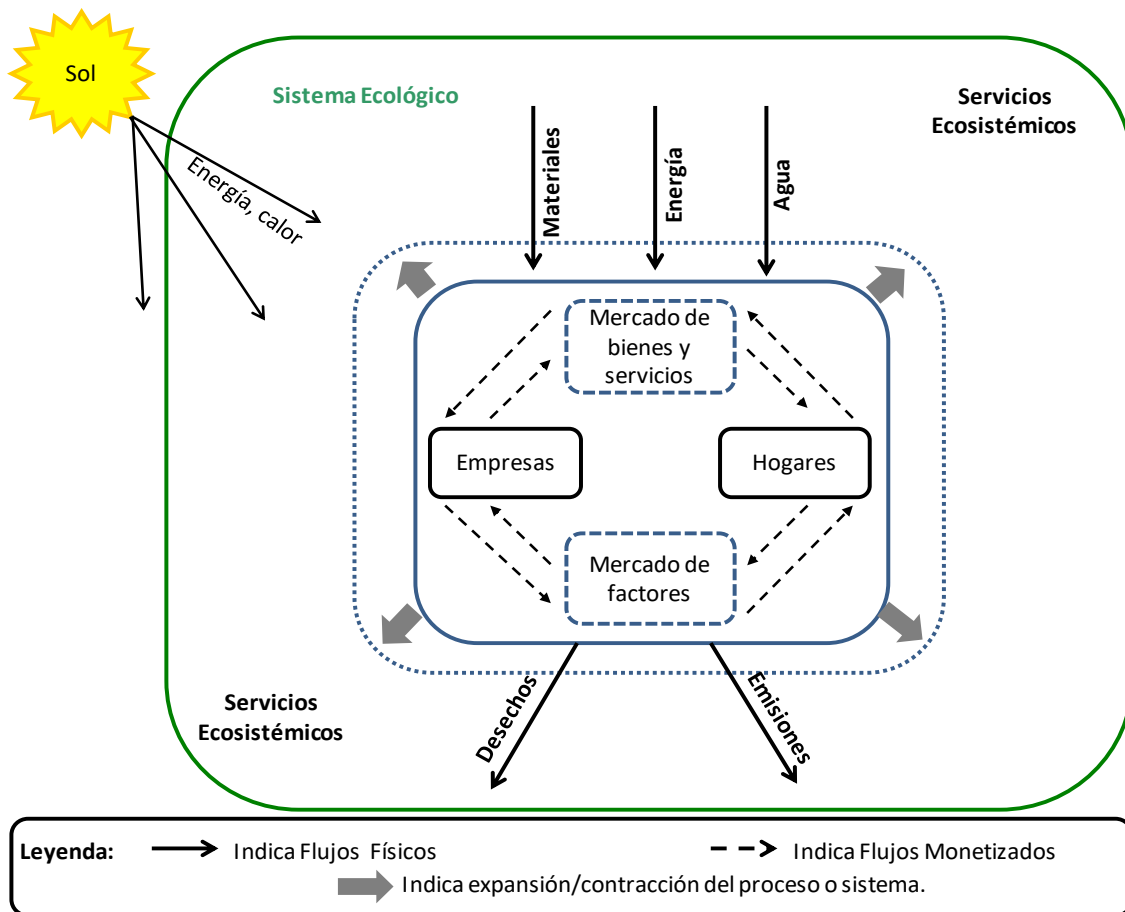 Sol
Sistema Ecológico
Servicios
Ecosistémicos
Energía, calor
Materiales
Energía
Agua
Mercado de
bienes y
servicios
Empresas
Hogares
Mercado de
factores
Servicios
Ecosistémicos
Desechos
Emisiones
Leyenda: Indica Flujos Físicos Indica Flujos Monetizados
Indica expansión/contracción del proceso o sistema.